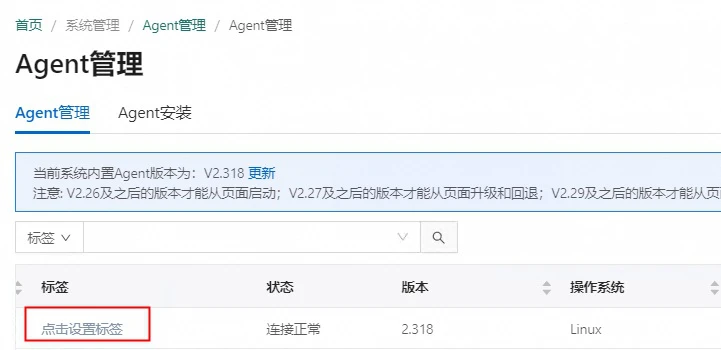 首页 / 系统管理 / Agent管理 / Agent管理
Agent管理
Agent管理 Agent安装
当前系统内置Agent版本为：V2.318 更新
注意: V2.26及之后的版本才能从页面启动；V2.27及之后的版本才能从页面升级和回退；V2.29及之后的版本才能从页
标签
标签 状态 版本 操作系统
点击设置标签 连接正常 2.318 Linux